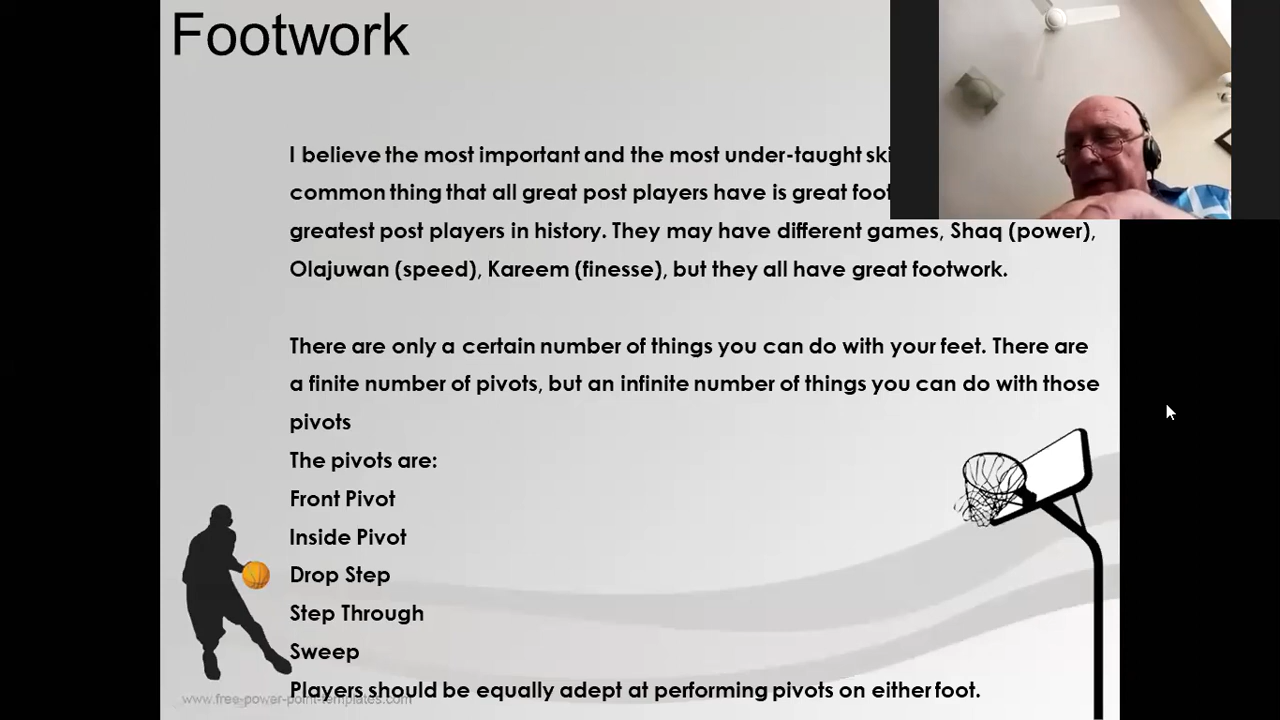 Footwork
I believe the most important and the most under-taught
common thing that all great post players have is great
greatest post players in history. They may have different games, Shaq (power),
Olajuwan (speed), Kareem (finesse), but they all have great footwork.
There are only a certain number of things you can do with your feet. There are
a finite number of pivots, but an infinite number of things you can do with those
pivots
The pivots are:
Front Pivot
Inside Pivot
Drop Step
Step Through
Sweep
Players should be equally adept at performing pivots on either foot.
www.free-power-point-templates.com